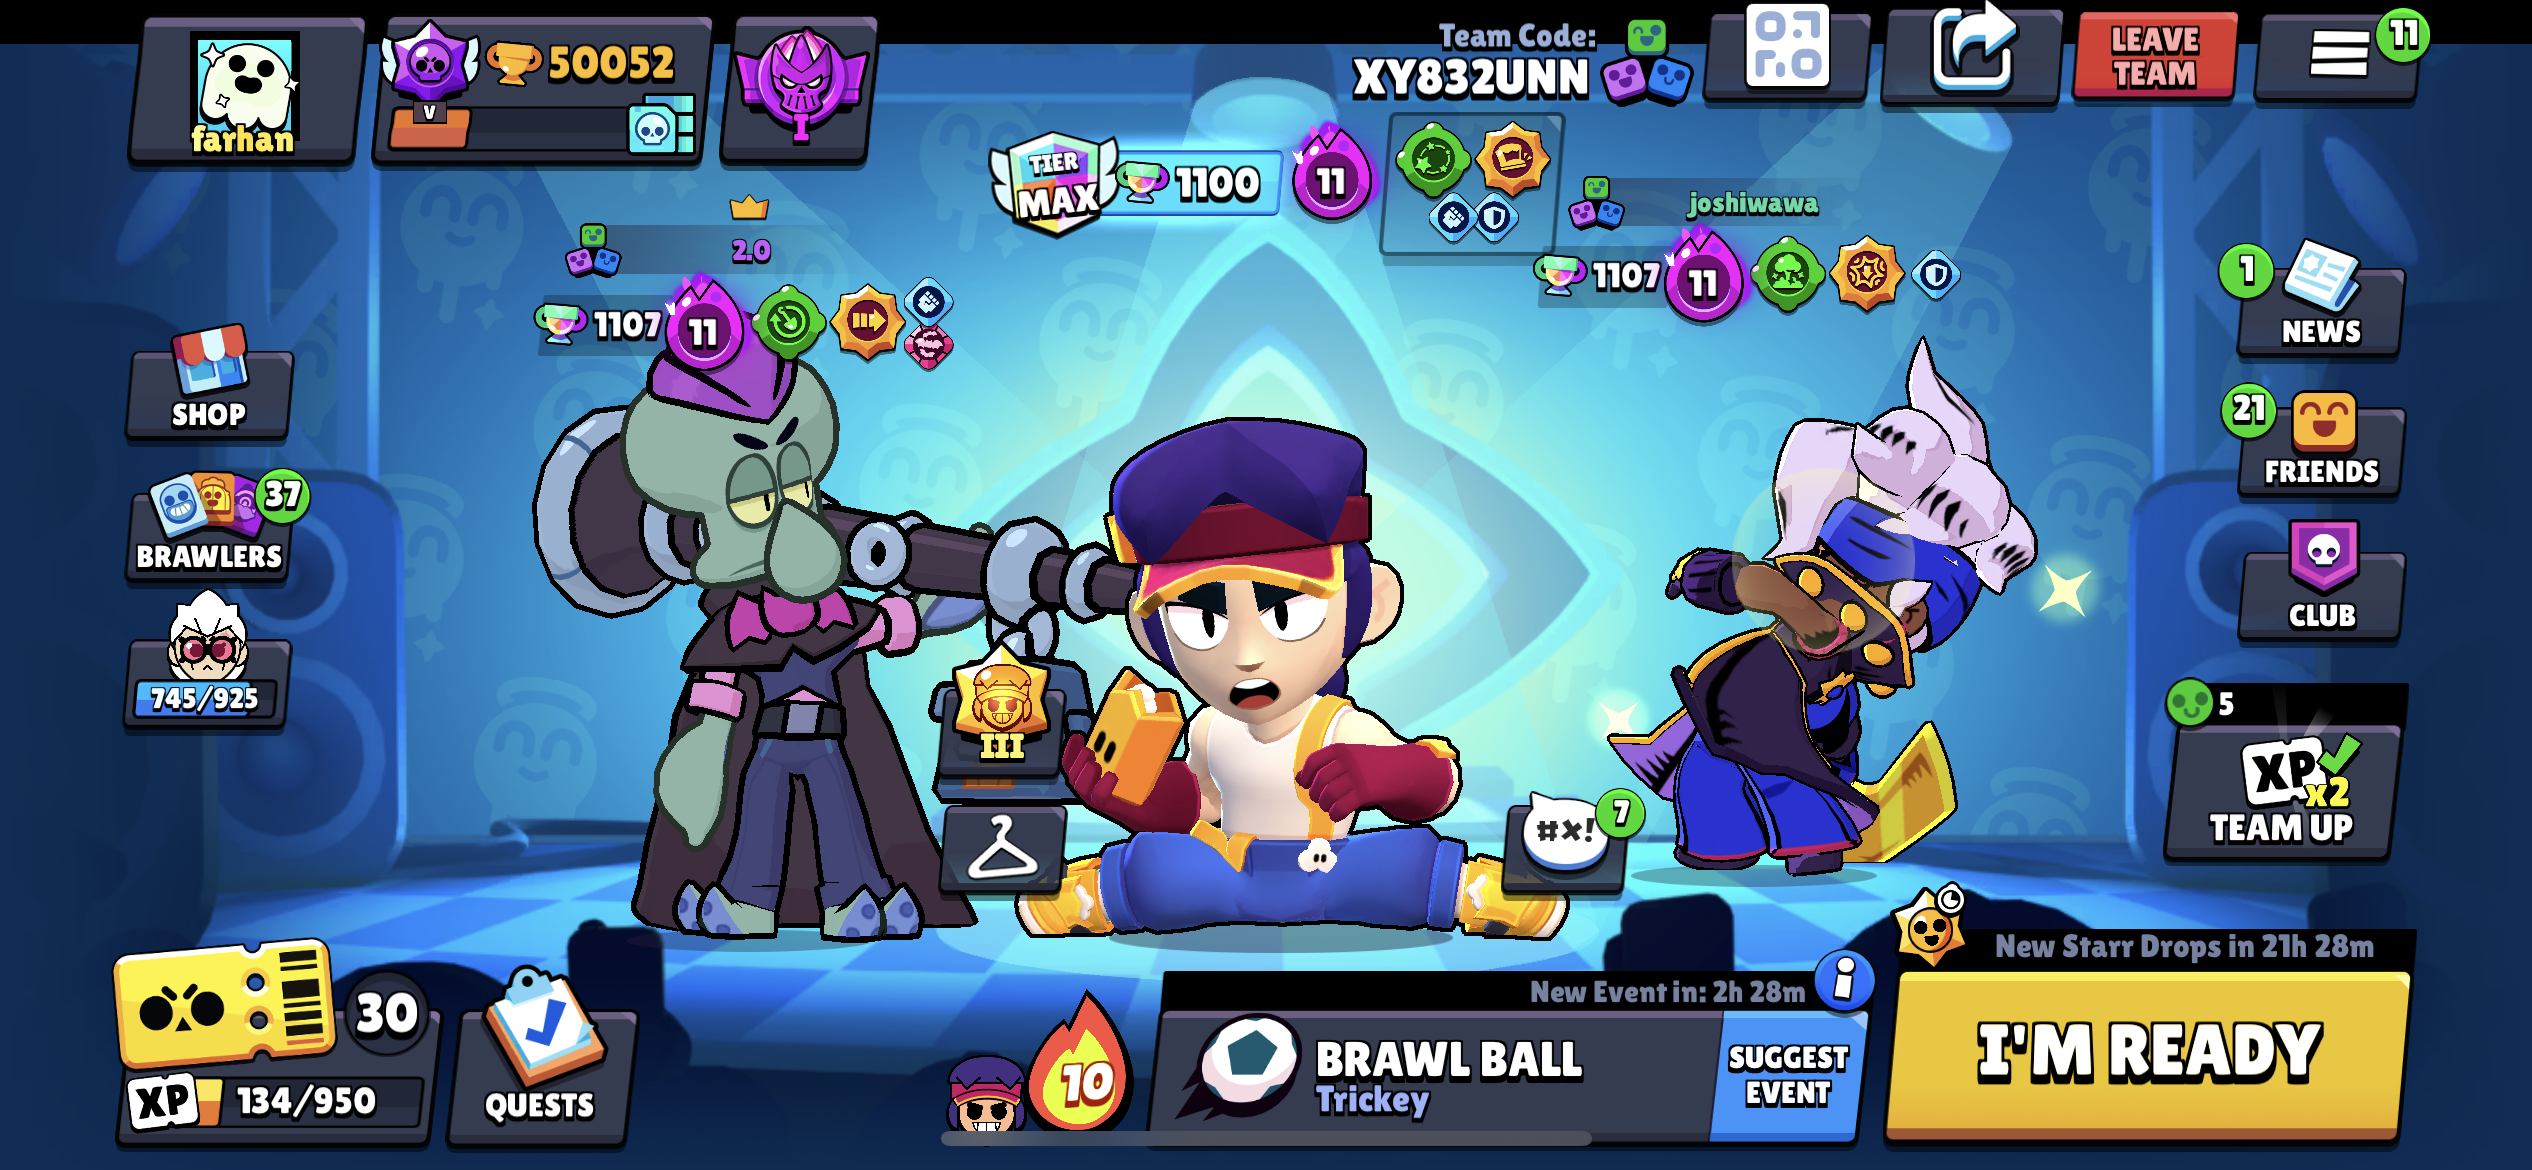 farhan
V
50052
I
Team Code:
XY832UNN
LEAVE
TEAM
11
TIER
MAX
1100
11
joshiwawa
1107
11
2.0
1107
11
SHOP
37
BRAWLERS
745/925
1
NEWS
21
FRIENDS
CLUB
5
XP
x2
TEAM UP
III
#X!
7
30
XP
134/950
QUESTS
10
New Event in: 2h 28m
i
BRAWL BALL
Trickey
SUGGEST
EVENT
New Starr Drops in 21h 28m
I'M READY